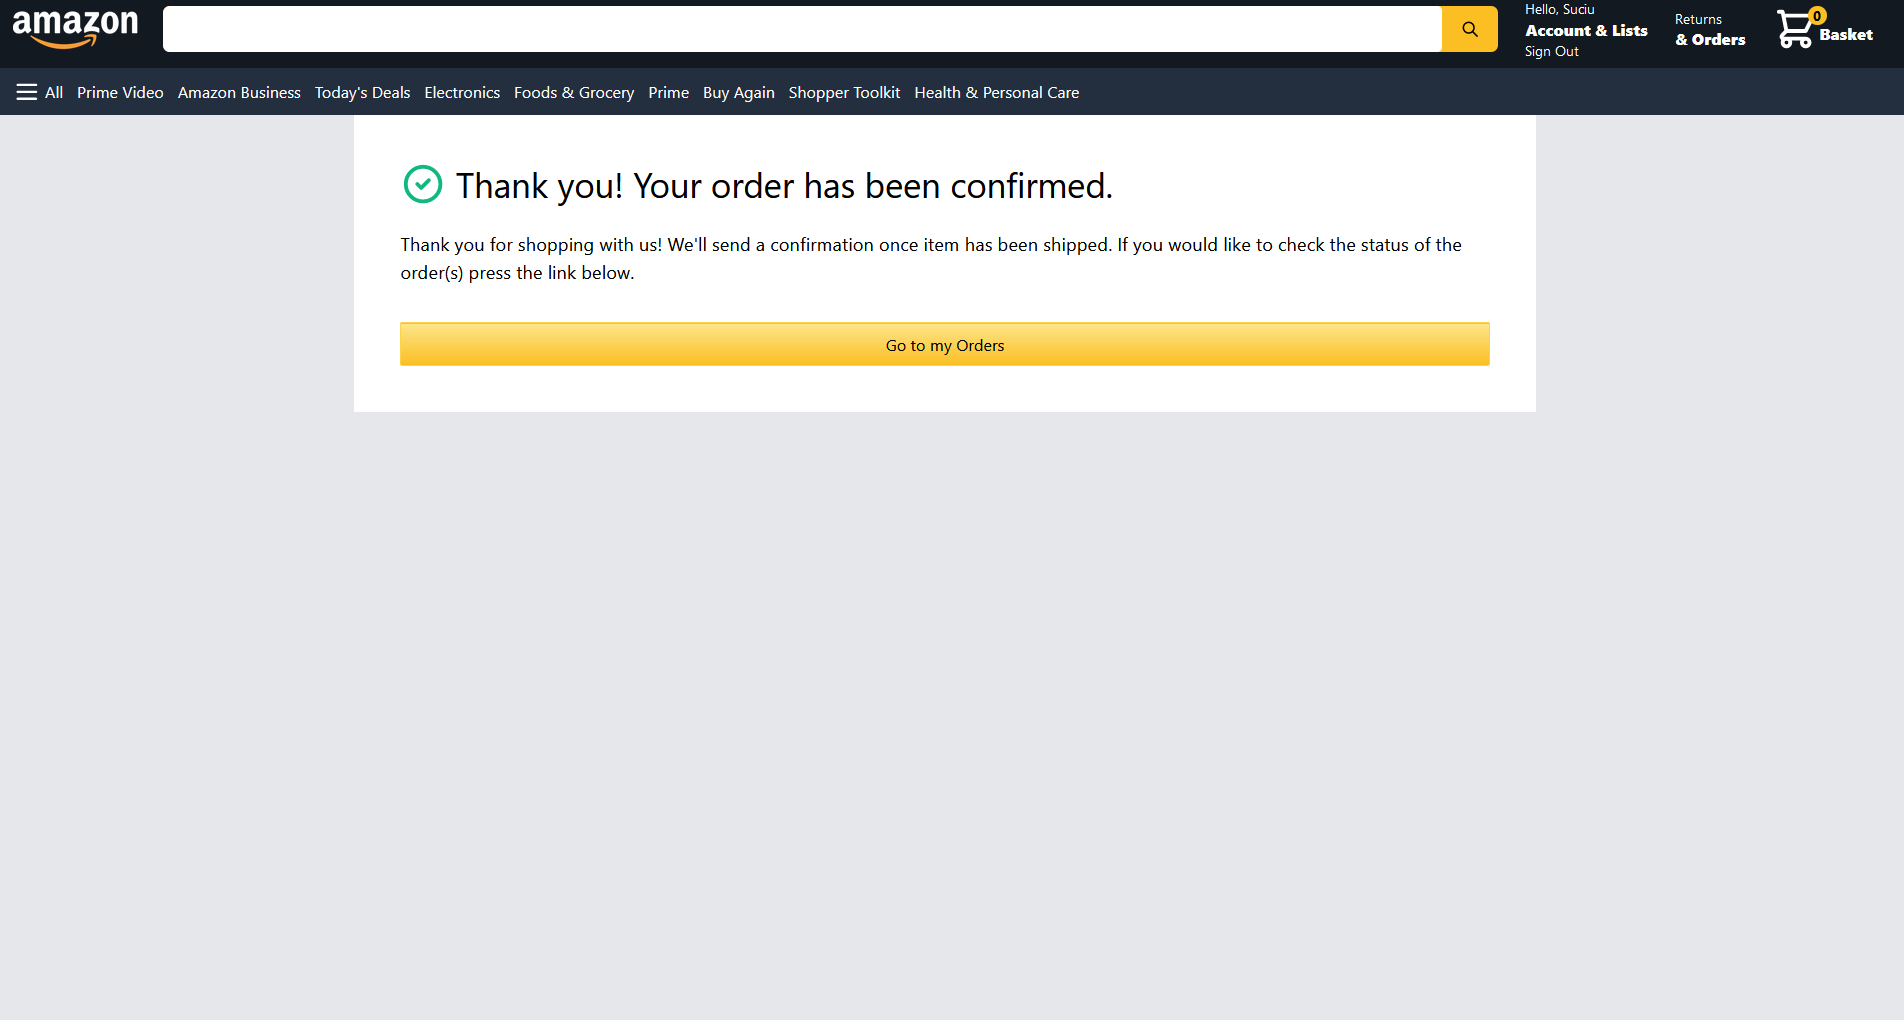 amazon
Hello, Suciu
Account & Lists
Sign Out
Returns
& Orders
0
Basket
All Prime Video Amazon Business Today's Deals Electronics Foods & Grocery Prime Buy Again Shopper Toolkit Health & Personal Care
Thank you! Your order has been confirmed.
Thank you for shopping with us! We'll send a confirmation once item has been shipped. If you would like to check the status of the
order(s) press the link below.
Go to my Orders